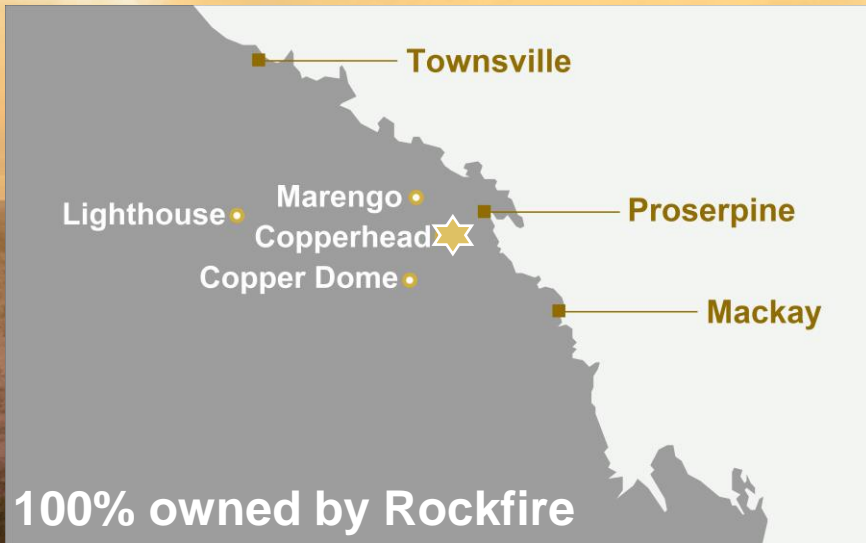 Townsville
Marengo
Lighthouse
Proserpine
Copperhead
Copper Dome
Mackay
100% owned by Rockfire